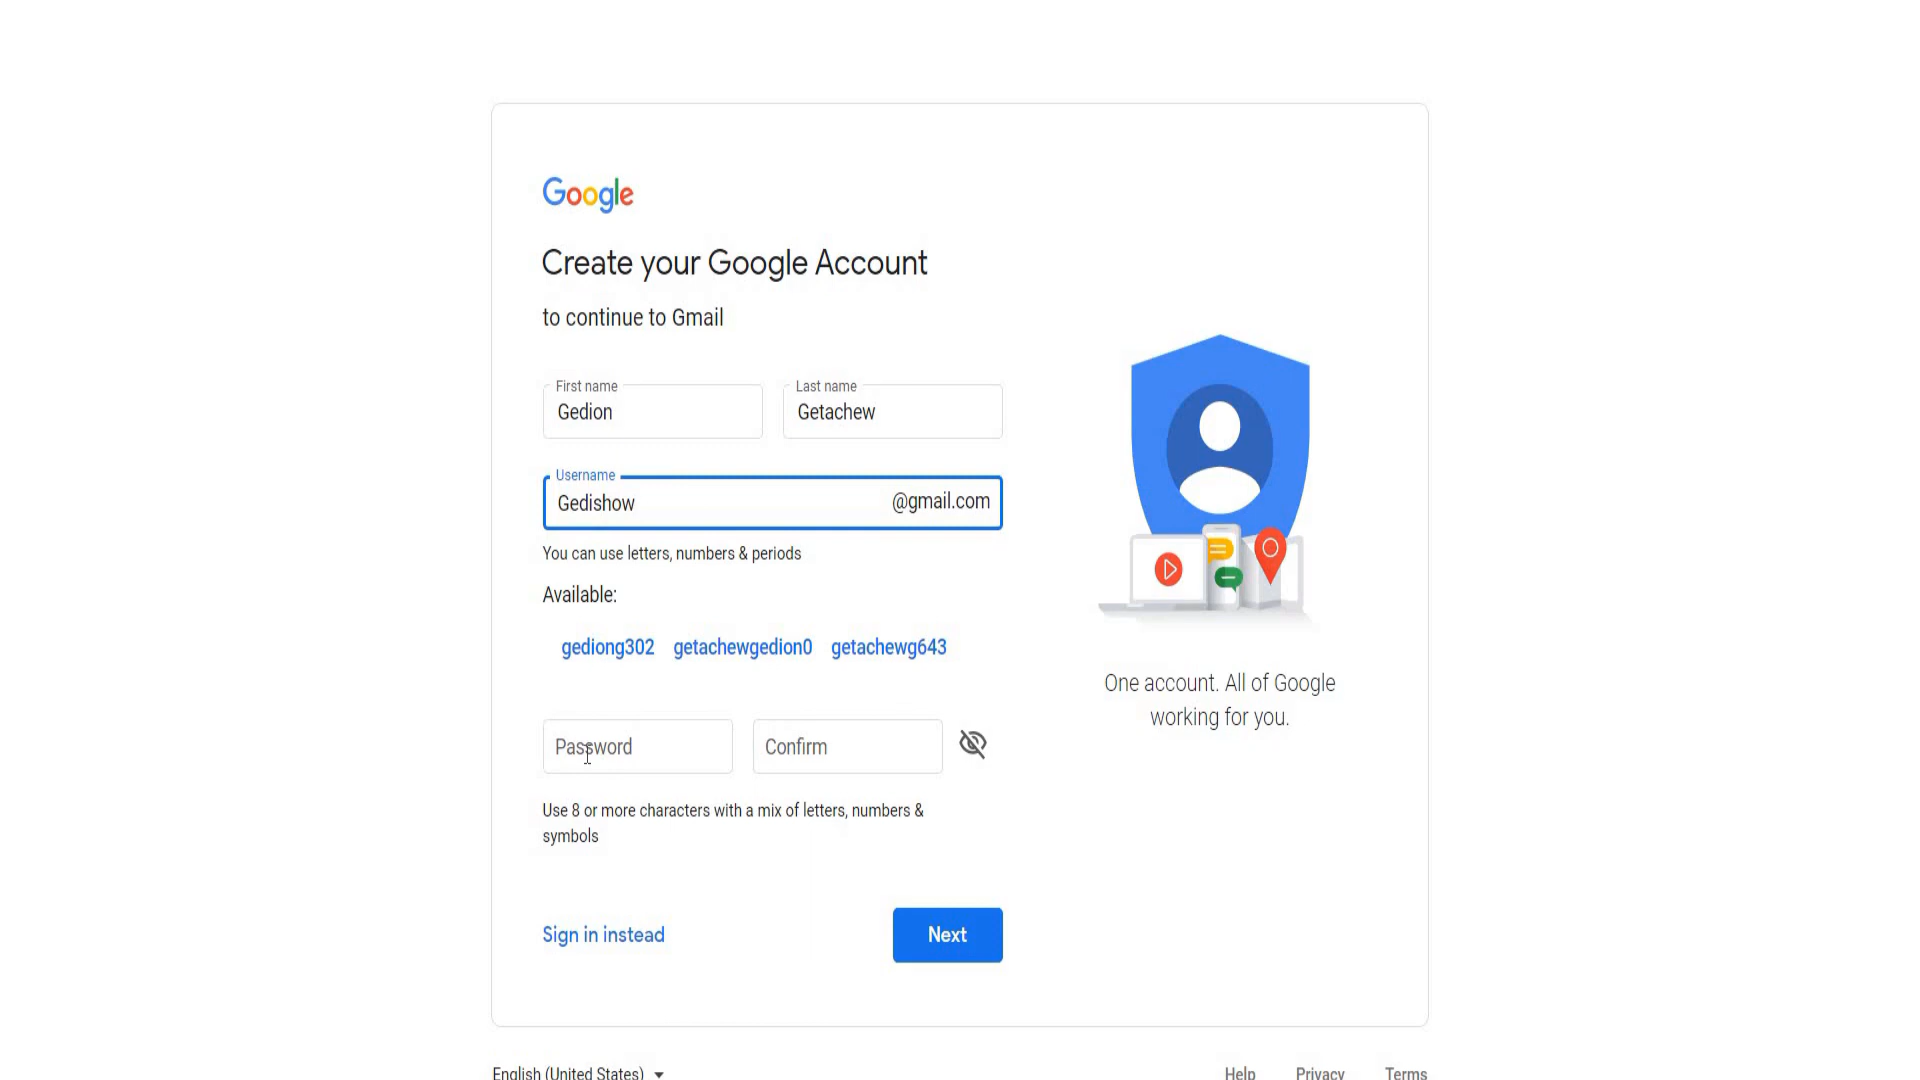 Google
Create your Google Account
to continue to Gmail
First name
Gedion
Last name
Getachew
Username
Gedishow
@gmail.com
You can use letters, numbers & periods
Available:
gediong302 getachewgedion0 getachewg643
Password
Confirm
Use 8 or more characters with a mix of letters, numbers &
symbols
Sign in instead
Next
One account. All of Google
working for you.
English (United States)
Help Privacy Terms